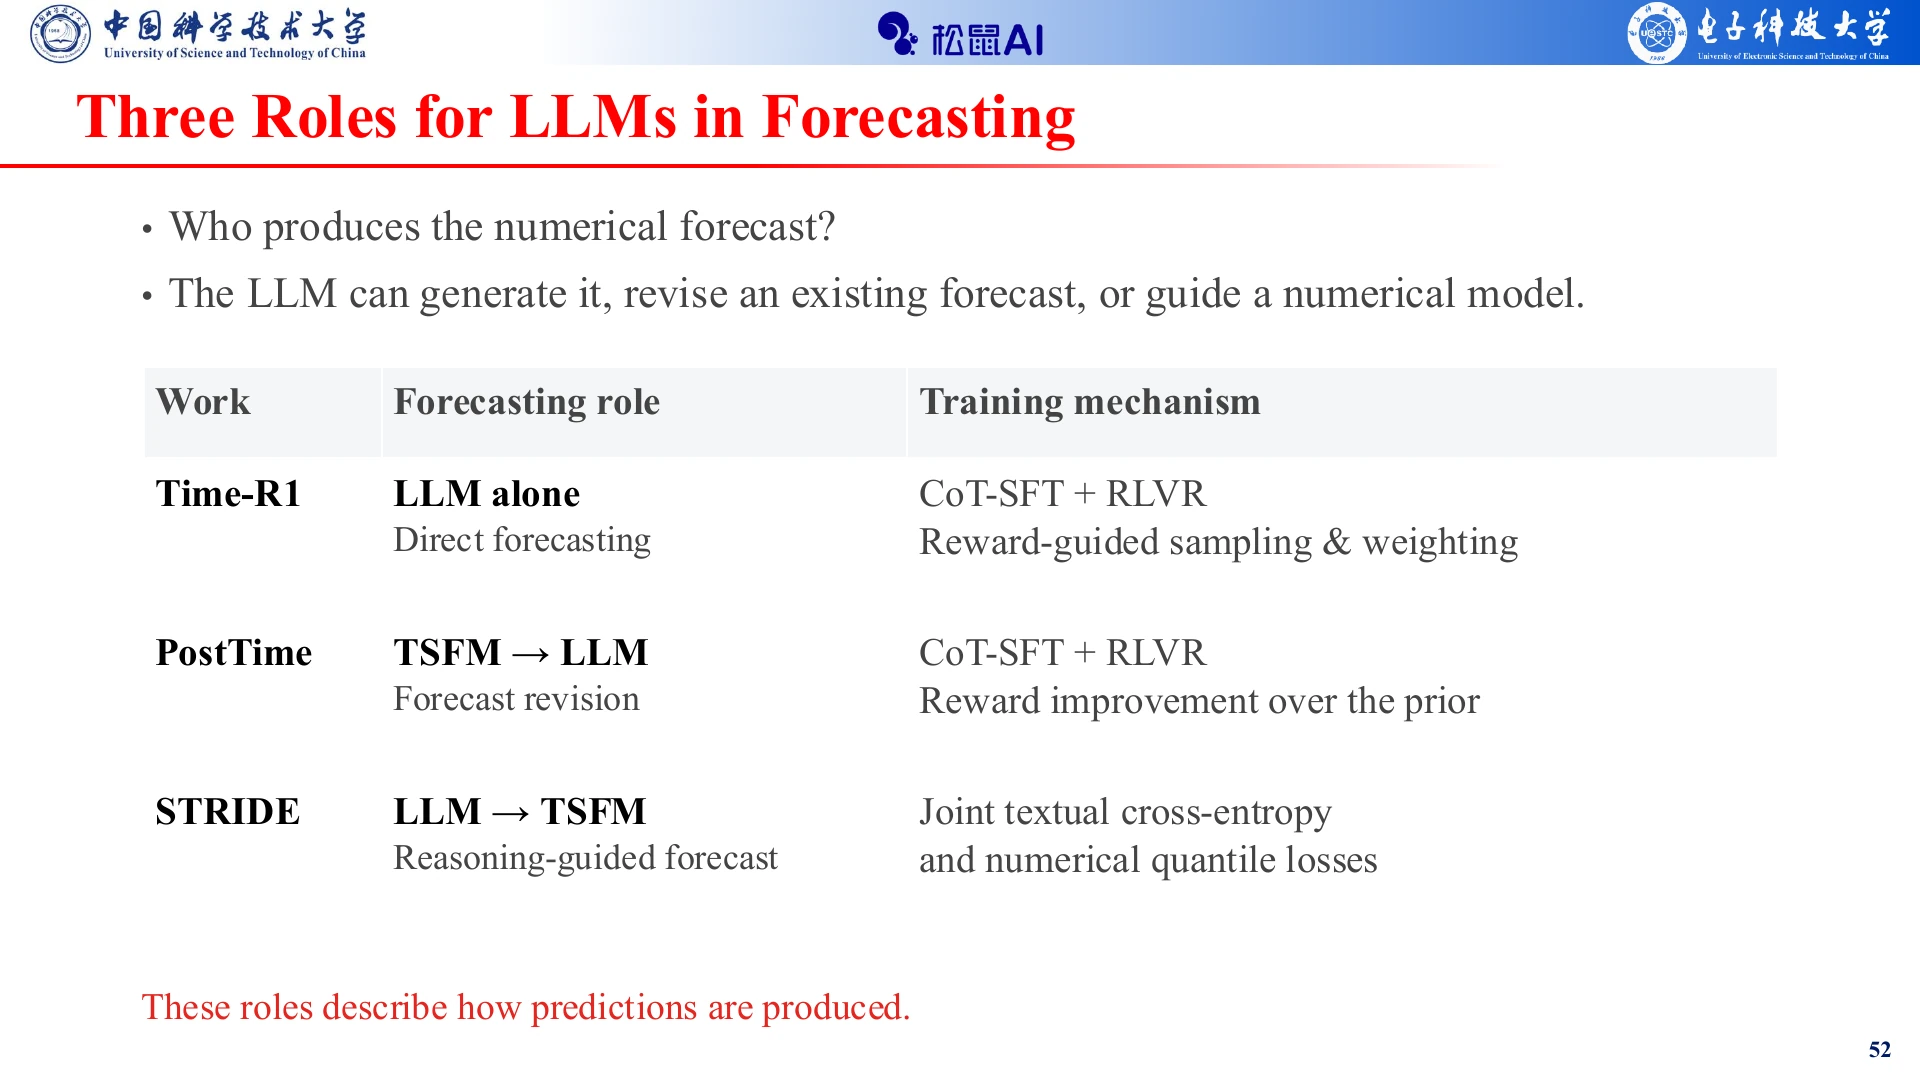 中国科学技术大学
University of Science and Technology of China
松鼠AI
电子科技大学
University of Electronic Science and Technology of China
Three Roles for LLMs in Forecasting
• Who produces the numerical forecast?
• The LLM can generate it, revise an existing forecast, or guide a numerical model.
Work Forecasting role Training mechanism
Time-R1 LLM alone CoT-SFT + RLVR
Direct forecasting Reward-guided sampling & weighting
PostTime TSFM → LLM CoT-SFT + RLVR
Forecast revision Reward improvement over the prior
STRIDE LLM → TSFM Joint textual cross-entropy
Reasoning-guided forecast and numerical quantile losses
These roles describe how predictions are produced.
52